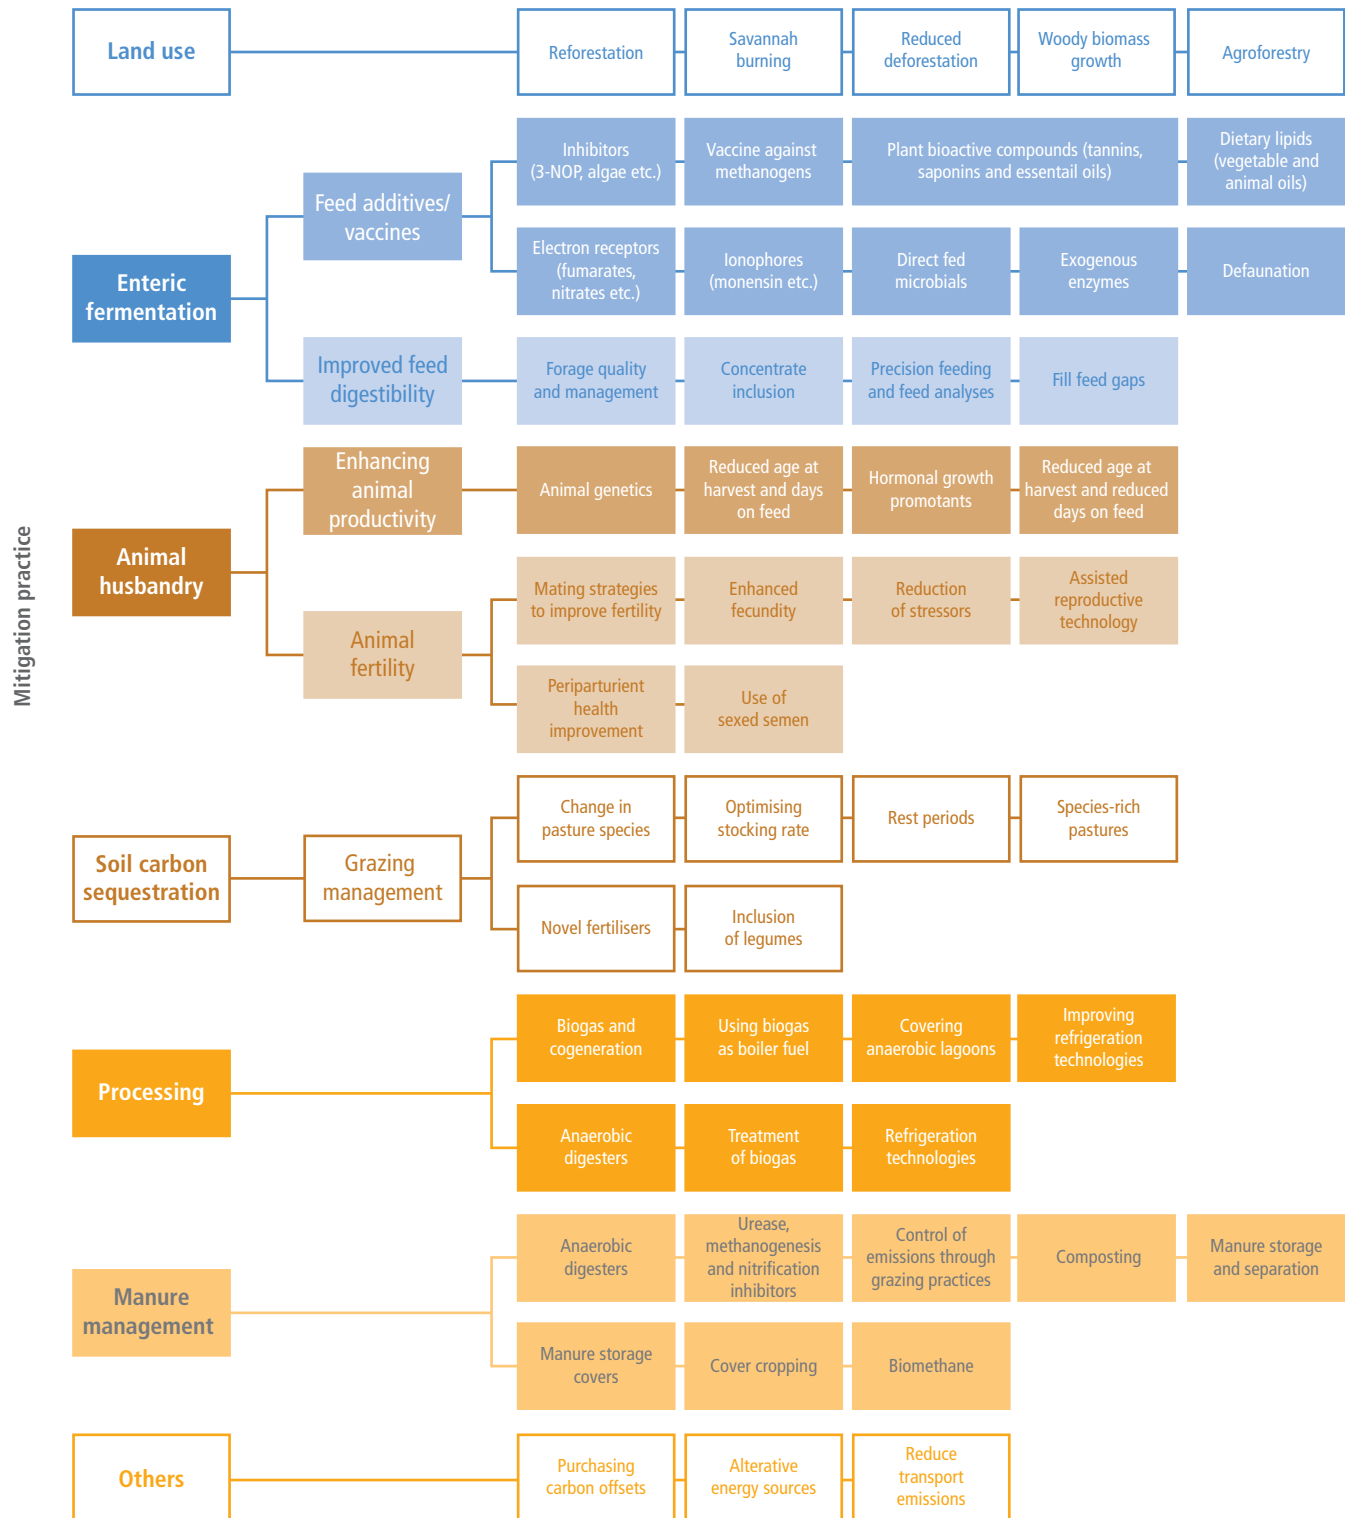 Mitigation practice
Land use
Reforestation
Savannah
burning
Reduced
deforestation
Woody biomass
growth
Agroforestry
Enteric
fermentation
Feed additives/
vaccines
Inhibitors
(3-NOP, algae etc.)
Vaccine against
methanogens
Plant bioactive compounds (tannins,
saponins and essentail oils)
Dietary lipids
(vegetable and
animal oils)
Electron receptors
(fumarates,
nitrates etc.)
Ionophores
(monensin etc.)
Direct fed
microbials
Exogenous
enzymes
Defaunation
Improved feed
digestibility
Forage quality
and management
Concentrate
inclusion
Precision feeding
and feed analyses
Fill feed gaps
Animal
husbandry
Enhancing
animal
productivity
Animal genetics
Reduced age at
harvest and days
on feed
Hormonal growth
promotants
Reduced age at
harvest and reduced
days on feed
Animal
fertility
Mating strategies
to improve fertility
Enhanced
fecundity
Reduction
of stressors
Assisted
reproductive
technology
Periparturient
health
improvement
Use of
sexed semen
Soil carbon
sequestration
Grazing
management
Change in
pasture species
Optimising
stocking rate
Rest periods
Species-rich
pastures
Novel fertilisers
Inclusion
of legumes
Processing
Biogas and
cogeneration
Using biogas
as boiler fuel
Covering
anaerobic lagoons
Improving
refrigeration
technologies
Anaerobic
digesters
Treatment
of biogas
Refrigeration
technologies
Manure
management
Anaerobic
digesters
Urease,
methanogenesis
and nitrification
inhibitors
Control of
emissions through
grazing practices
Composting
Manure storage
and separation
Manure storage
covers
Cover cropping
Biomethane
Others
Purchasing
carbon offsets
Alterative
energy sources
Reduce
transport
emissions